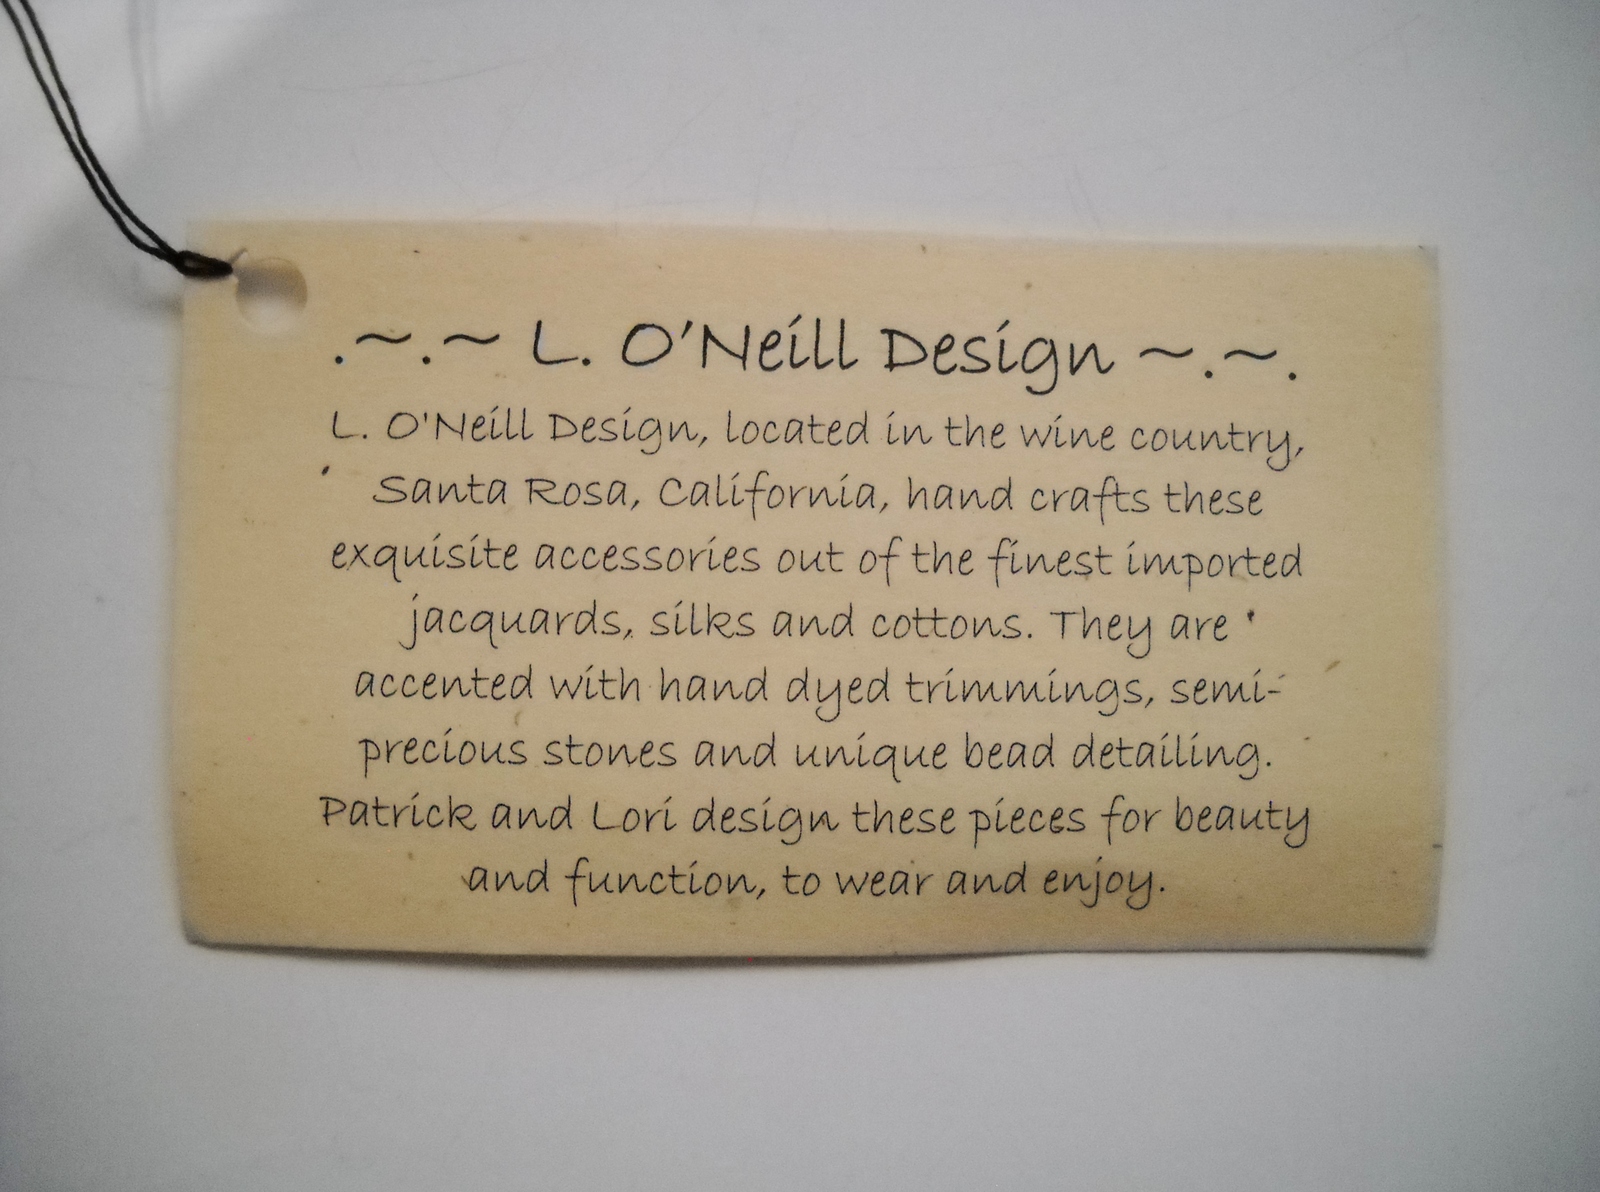 .~.~ L. O'Neill Design ~.~.
L. O'Neill Design, located in the wine country,
Santa Rosa, California, hand crafts these
exquisite accessories out of the finest imported
jacquards, silks and cottons. They are
accented with hand dyed trimmings, semi-
precious stones and unique bead detailing.
Patrick and Lori design these pieces for beauty
and function, to wear and enjoy.